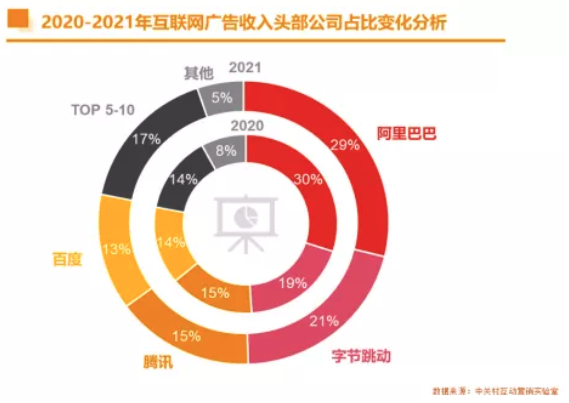 2020-2021年互联网广告收入头部公司占比变化分析
其他
2021
5%
TOP 5-10
17%
2020
8%
阿里巴巴
29%
30%
14%
百度
13%
14%
19%
15%
21%
15%
腾讯
字节跳动
数据来源：中关村互动营销实验室